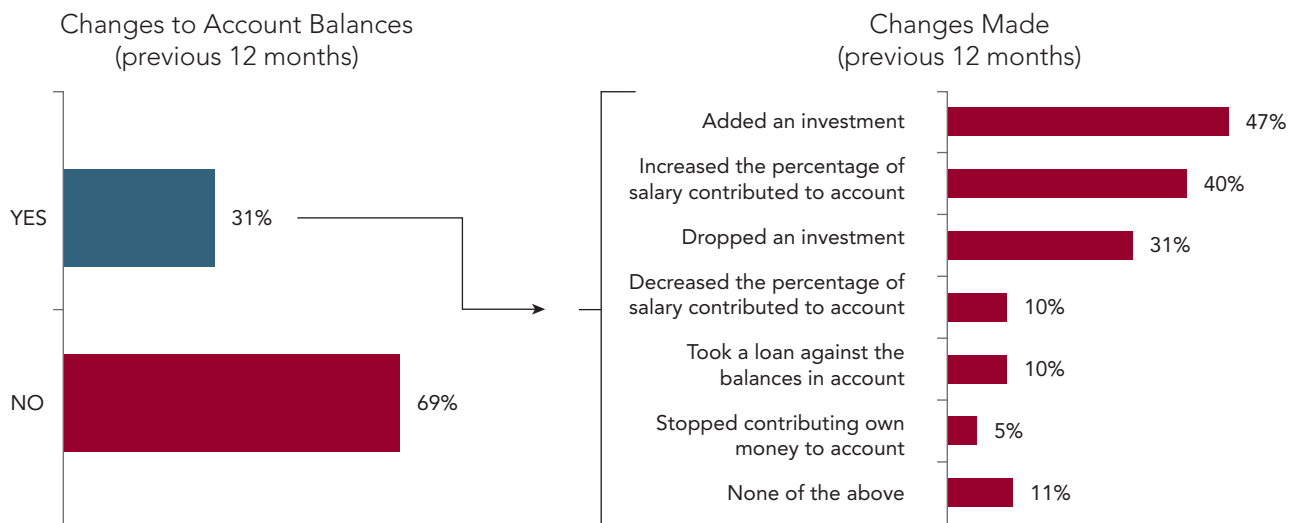 Changes to Account Balances
(previous 12 months)
YES
31%
NO
69%
Changes Made
(previous 12 months)
Added an investment
47%
Increased the percentage of
salary contributed to account
40%
Dropped an investment
31%
Decreased the percentage of
salary contributed to account
10%
Took a loan against the
balances in account
10%
Stopped contributing own
money to account
5%
None of the above
11%